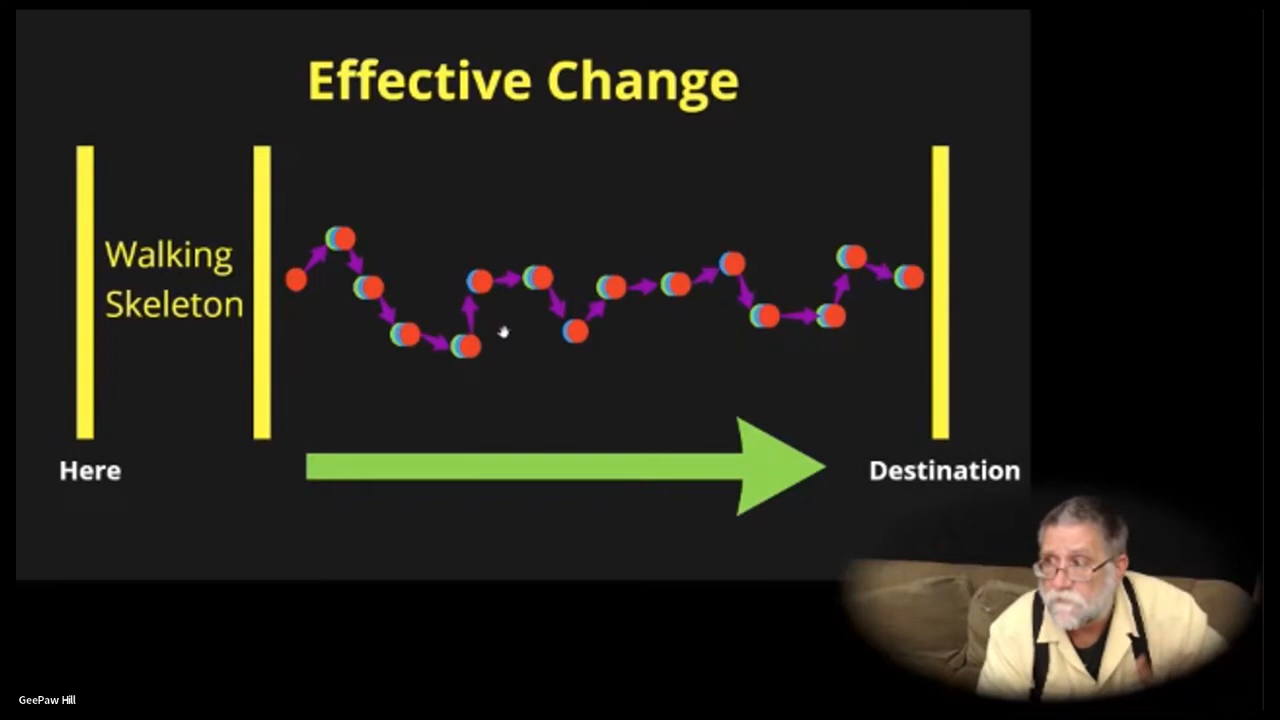 Effective Change
Walking
Skeleton
Here
Destination
GeePaw Hill